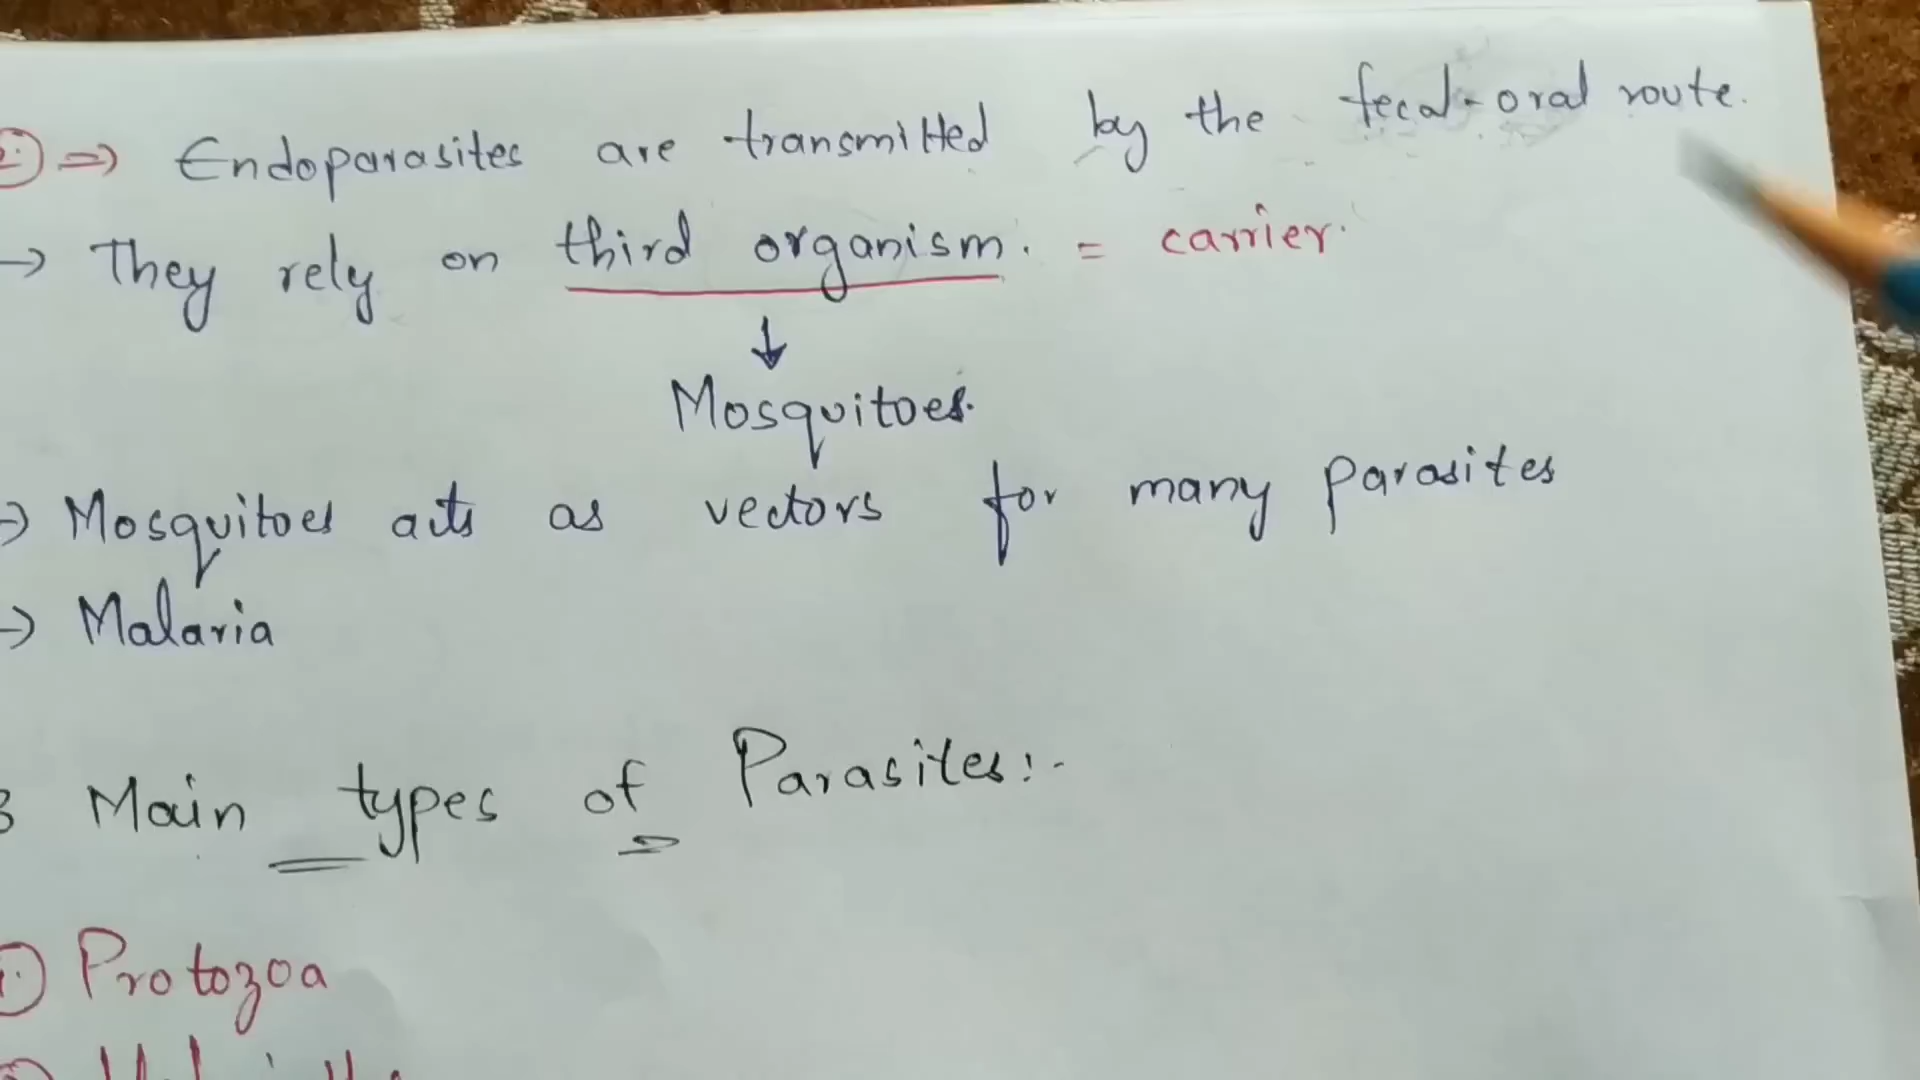 2. ⇒ Endoparasites are transmitted by the fecal-oral route.
→ They rely on third organism. = carrier.
↓
Mosquitoes.
→ Mosquitoes acts as vectors for many parasites
→ Malaria
3 Main types of Parasites:-
1. Protozoa